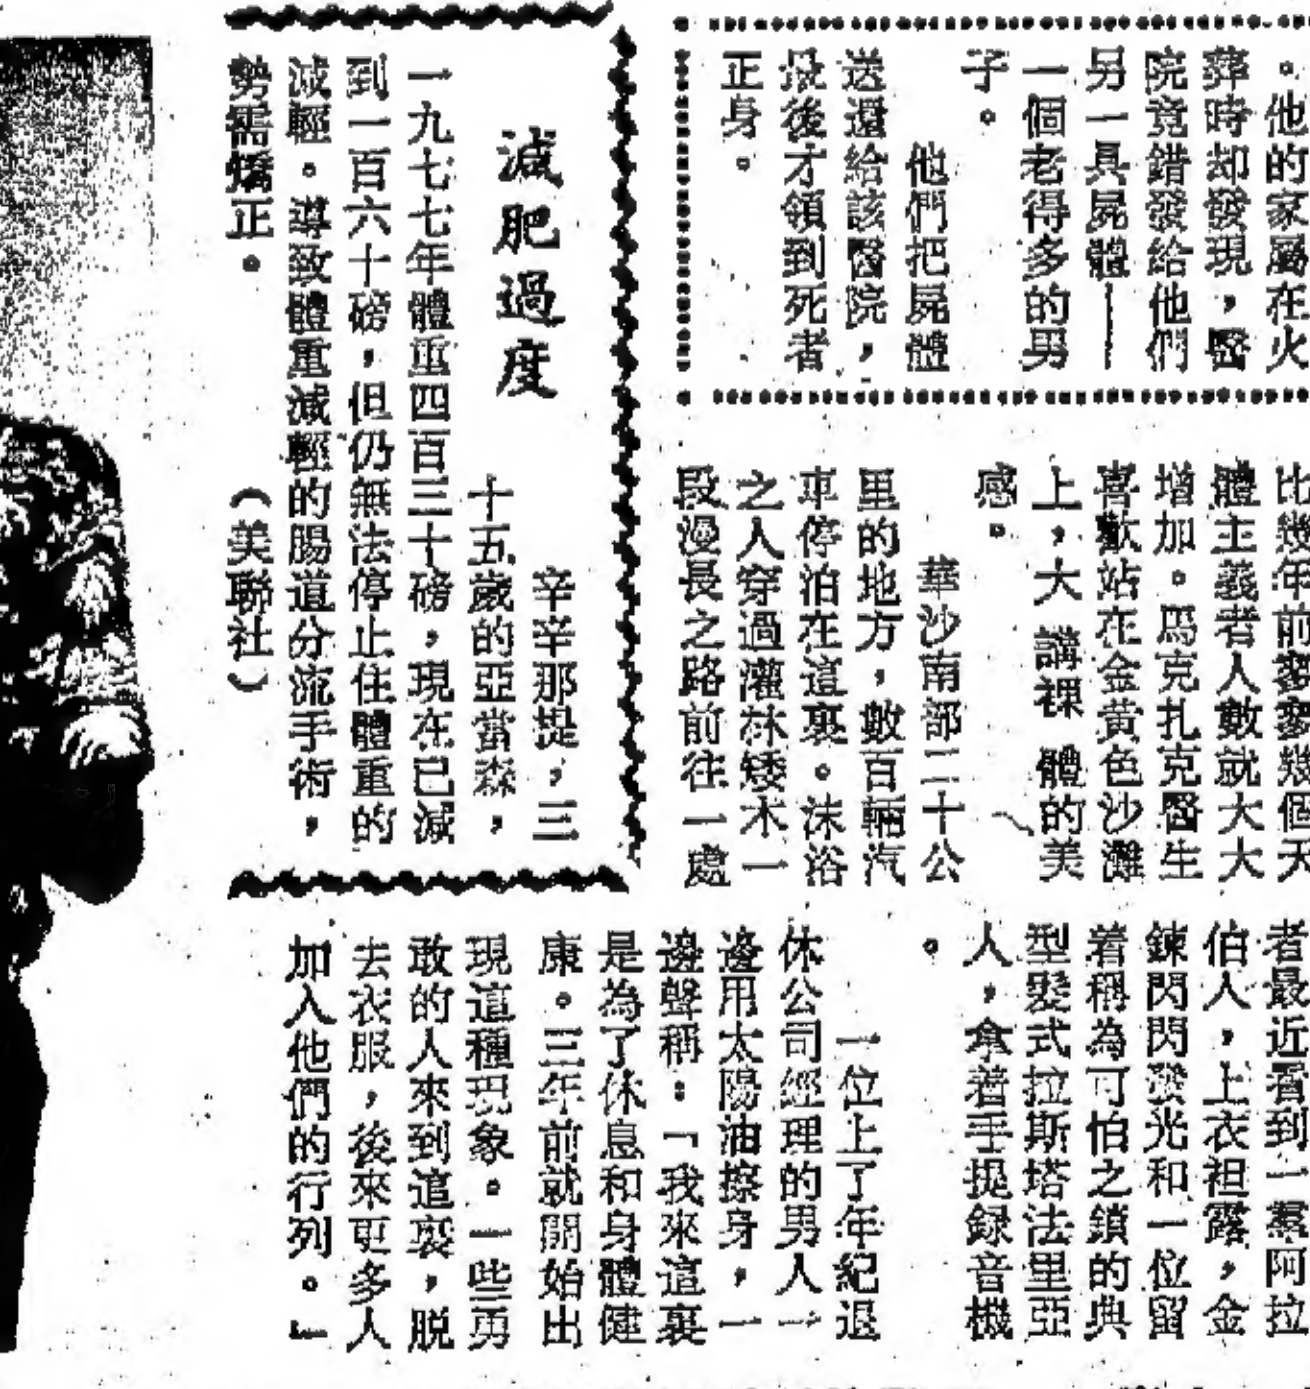 。他的家屬在火
葬時却發現，醫
院竟錯發給他們
另一具屍體——
一個老得多的男
子。
他們把屍體
送還給該醫院，
最後才領到死者
正身。
比幾年前寥寥幾個天
體主義者人數就大大
增加。馬克扎克醫生
喜歡站在金黃色沙灘
上，大講裸體的美
感。
華沙南部二十公
里的地方，數百輛汽
車停泊在這裏。沐浴
之人穿過灌林矮木一
段漫長之路前往一處
者最近看到一羣阿拉
伯人，上衣袒露，金
鍊閃閃發光和一位留
着稱為可怕之鎖的典
型髮式拉斯塔法里亞
人，拿着手提録音機
。
一位上了年紀退
休公司經理的男人一
邊用太陽油擦身，一
邊聲稱：「我來這裏
是為了休息和身體健
康。三年前就開始出
現這種現象。一些勇
敢的人來到這裏，脱
去衣服，後來更多人
加入他們的行列。」
減肥過度
辛辛那提，三
十五歲的亞當森，
一九七七年體重四百三十磅，現在已減
到一百六十磅，但仍無法停止住體重的
減輕。導致體重減輕的腸道分流手術，
勢需矯正。
（美聯社）